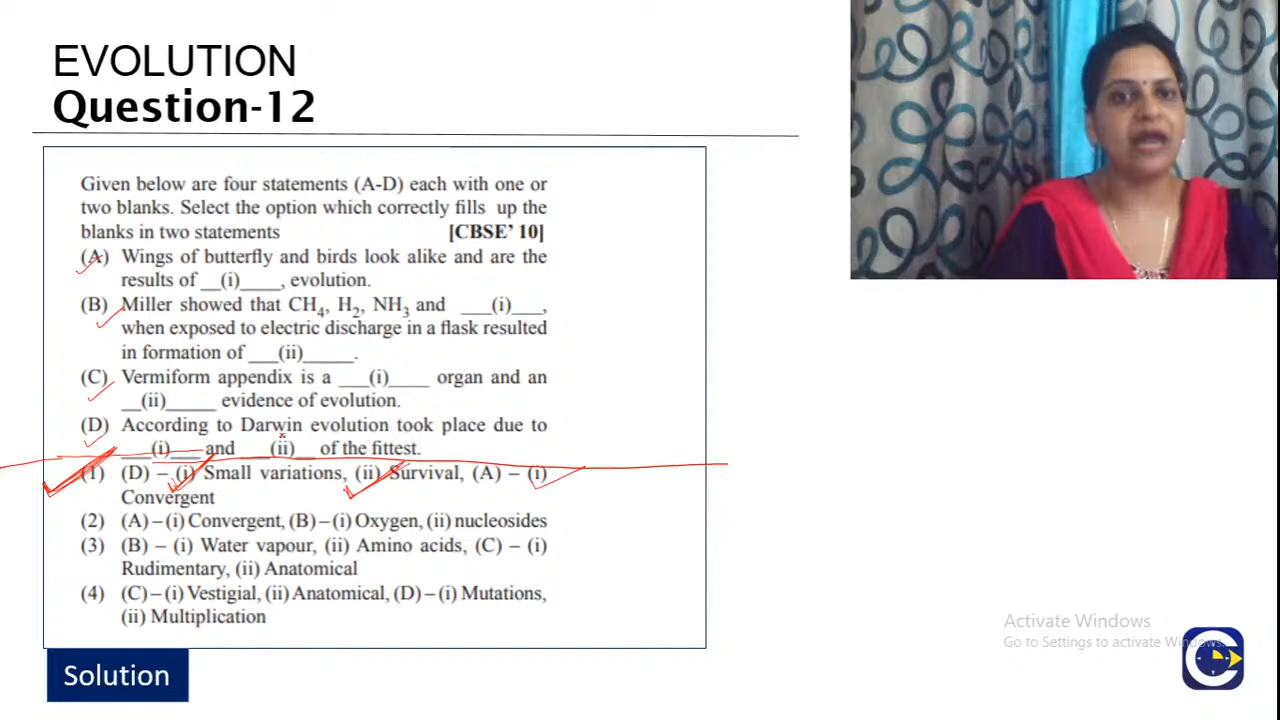 EVOLUTION
Question-12
Given below are four statements (A-D) each with one or
two blanks. Select the option which correctly fills up the
blanks in two statements [CBSE' 10]
(A) Wings of butterfly and birds look alike and are the
results of __(i)____, evolution.
(B) Miller showed that CH4, H2, NH3 and ___(i)___,
when exposed to electric discharge in a flask resulted
in formation of ___(ii)_____.
(C) Vermiform appendix is a ___(i)____ organ and an
__(ii)_____ evidence of evolution.
(D) According to Darwin evolution took place due to
___(i)___ and ___(ii)__ of the fittest.
(1) (D) – (i) Small variations, (ii) Survival, (A) – (i)
Convergent
(2) (A) – (i) Convergent, (B) – (i) Oxygen, (ii) nucleosides
(3) (B) – (i) Water vapour, (ii) Amino acids, (C) – (i)
Rudimentary, (ii) Anatomical
(4) (C) – (i) Vestigial, (ii) Anatomical, (D) – (i) Mutations,
(ii) Multiplication
Solution
Activate Windows
Go to Settings to activate Windows.